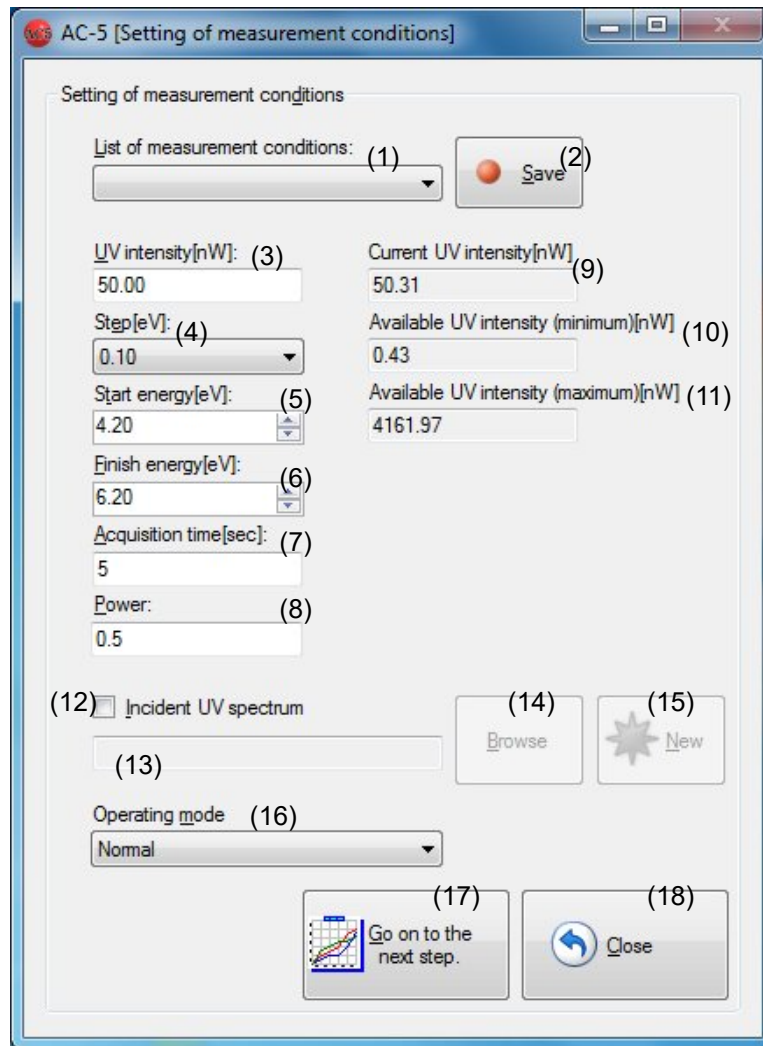 AC-5 [Setting of measurement conditions]
Setting of measurement conditions
List of measurement conditions: (1)
Save (2)
UV intensity[nW]: (3)
50.00
Current UV intensity[nW] (9)
50.31
Step[eV]: (4)
0.10
Available UV intensity (minimum)[nW] (10)
0.43
Start energy[eV]: (5)
4.20
Available UV intensity (maximum)[nW] (11)
4161.97
Finish energy[eV]: (6)
6.20
Acquisition time[sec]: (7)
5
Power: (8)
0.5
(12) Incident UV spectrum
(13)
(14)
Browse
(15)
New
Operating mode (16)
Normal
(17)
Go on to the
next step.
(18)
Close